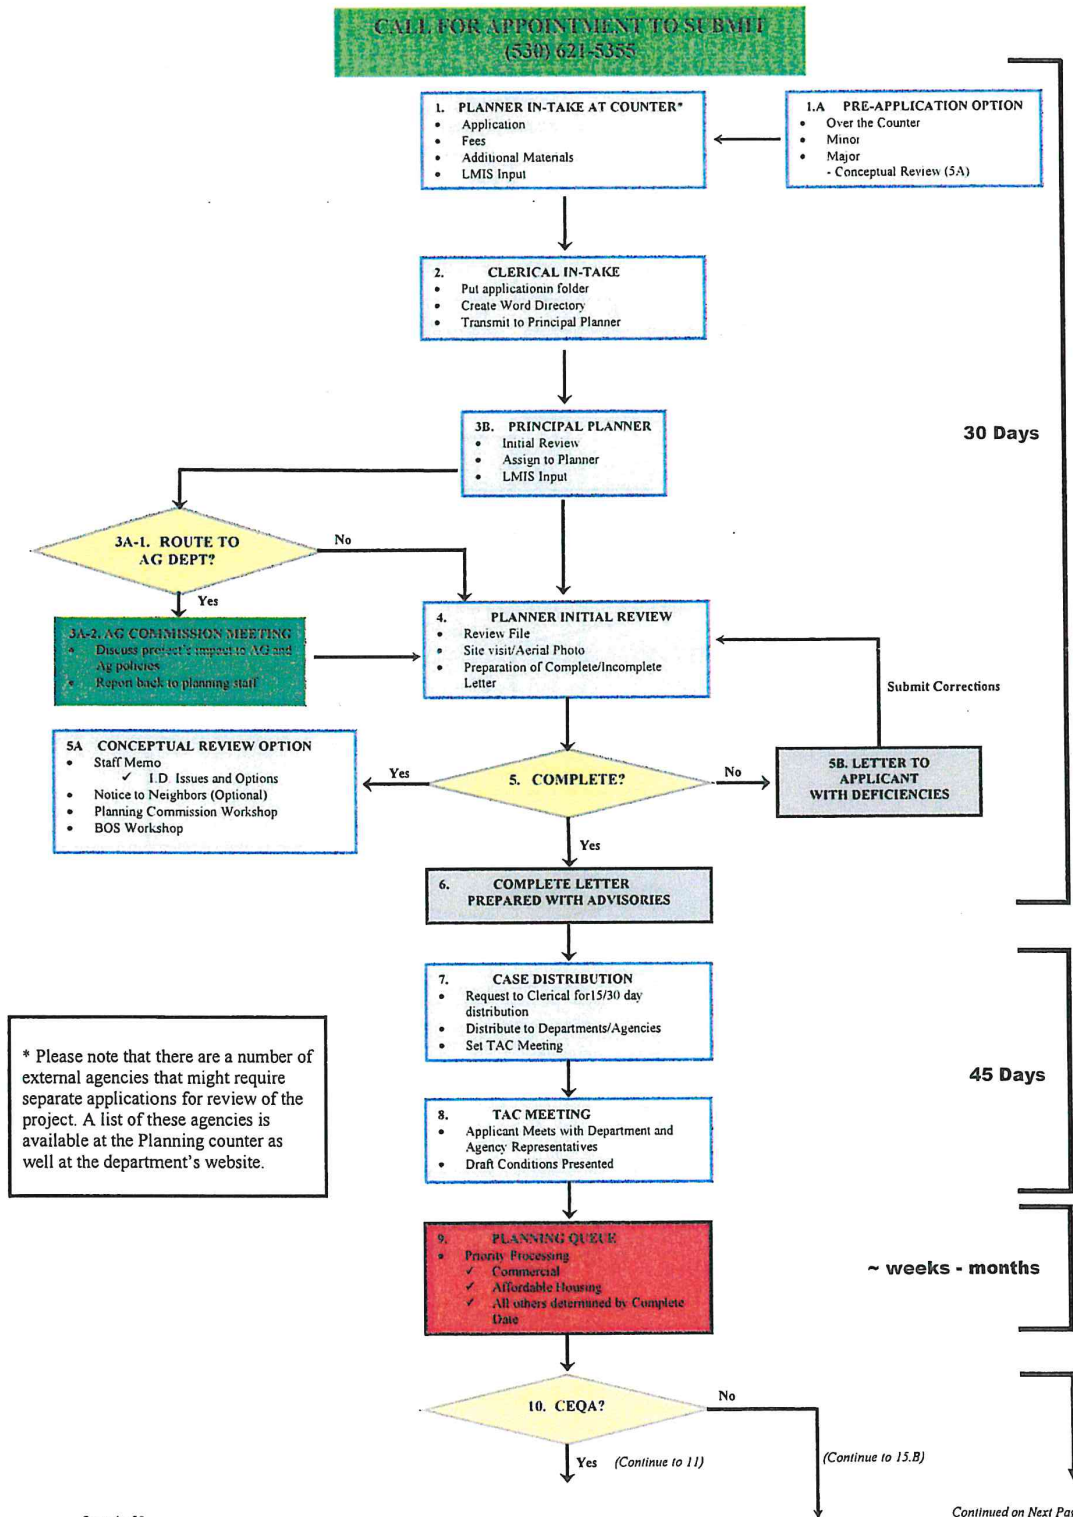 CALL FOR APPOINTMENT TO SUBMIT
(530) 621-5355
1. PLANNER IN-TAKE AT COUNTER*
• Application
• Fees
• Additional Materials
• LMIS Input
1.A PRE-APPLICATION OPTION
• Over the Counter
• Minor
• Major
- Conceptual Review (5A)
2. CLERICAL IN-TAKE
• Put applicationin folder
• Create Word Directory
• Transmit to Principal Planner
3B. PRINCIPAL PLANNER
• Initial Review
• Assign to Planner
• LMIS Input
30 Days
3A-1. ROUTE TO
AG DEPT?
No
Yes
3A-2. AG COMMISSION MEETING
• Discuss project's impact to AG and
Ag policies
• Report back to planning staff
4. PLANNER INITIAL REVIEW
• Review File
• Site visit/Aerial Photo
• Preparation of Complete/Incomplete
Letter
Submit Corrections
5A CONCEPTUAL REVIEW OPTION
• Staff Memo
✓ I.D. Issues and Options
• Notice to Neighbors (Optional)
• Planning Commission Workshop
• BOS Workshop
Yes
5. COMPLETE?
No
5B. LETTER TO
APPLICANT
WITH DEFICIENCIES
Yes
6. COMPLETE LETTER
PREPARED WITH ADVISORIES
7. CASE DISTRIBUTION
• Request to Clerical for15/30 day
distribution
• Distribute to Departments/Agencies
• Set TAC Meeting
45 Days
* Please note that there are a number of
external agencies that might require
separate applications for review of the
project. A list of these agencies is
available at the Planning counter as
well at the department's website.
8. TAC MEETING
• Applicant Meets with Department and
Agency Representatives
• Draft Conditions Presented
9. PLANNING QUEUE
• Priority Processing
✓ Commercial
✓ Affordable Housing
✓ All others determined by Complete
Date
~ weeks - months
10. CEQA?
No
Yes (Continue to 11)
(Continue to 15.B)
Continued on Next